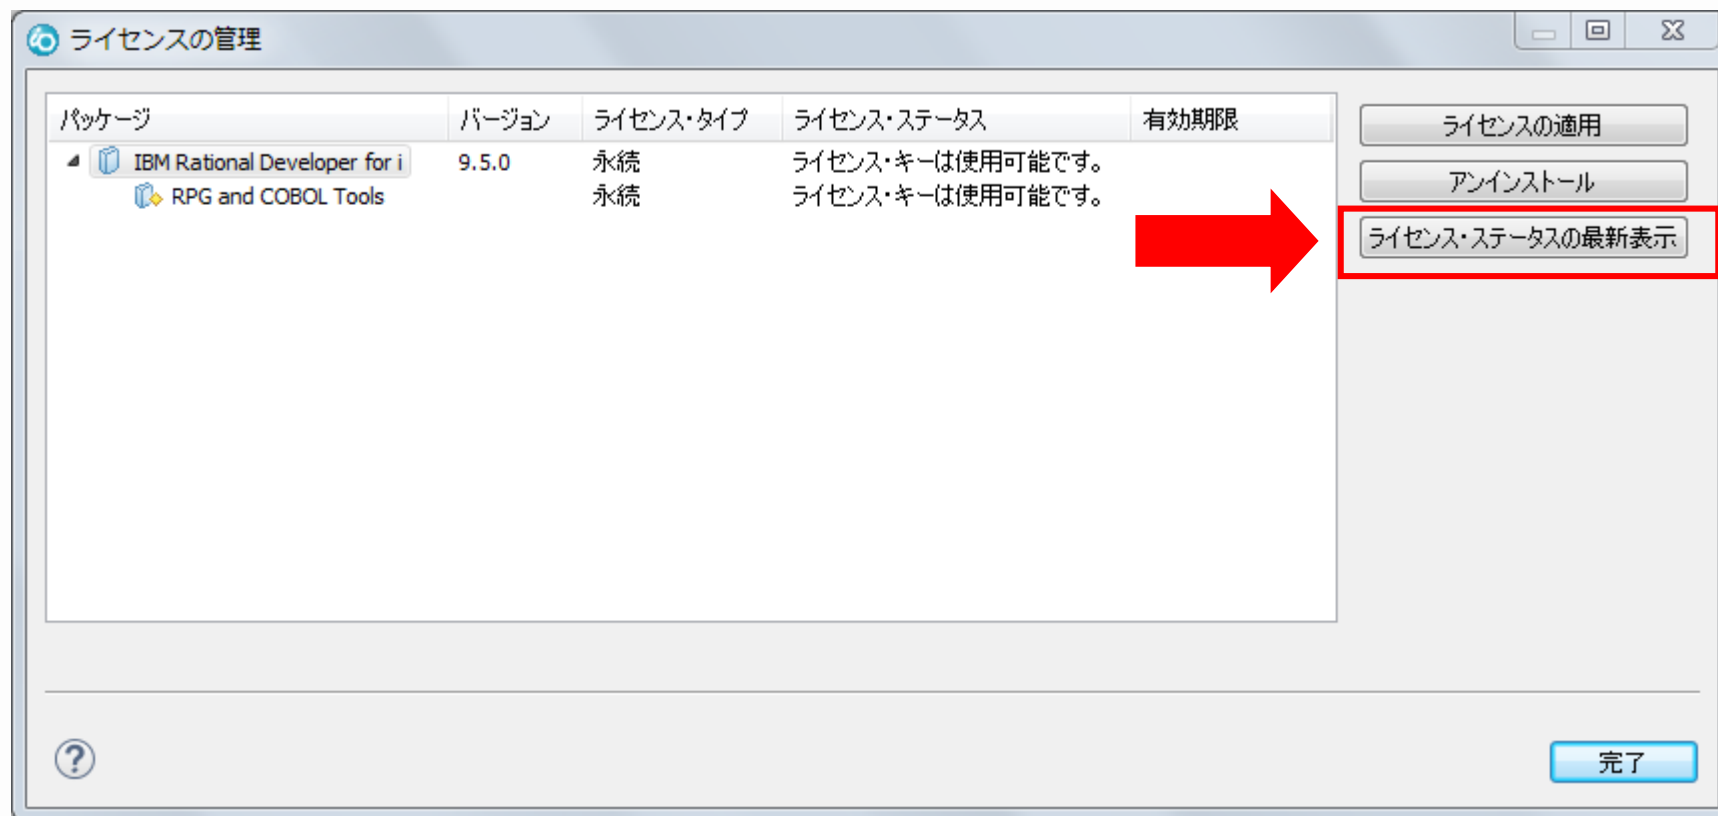 ライセンスの管理
パッケージ バージョン ライセンス・タイプ ライセンス・ステータス 有効期限
IBM Rational Developer for i 9.5.0 永続 ライセンス・キーは使用可能です。
RPG and COBOL Tools 永続 ライセンス・キーは使用可能です。
ライセンスの適用
アンインストール
ライセンス・ステータスの最新表示
?
完了